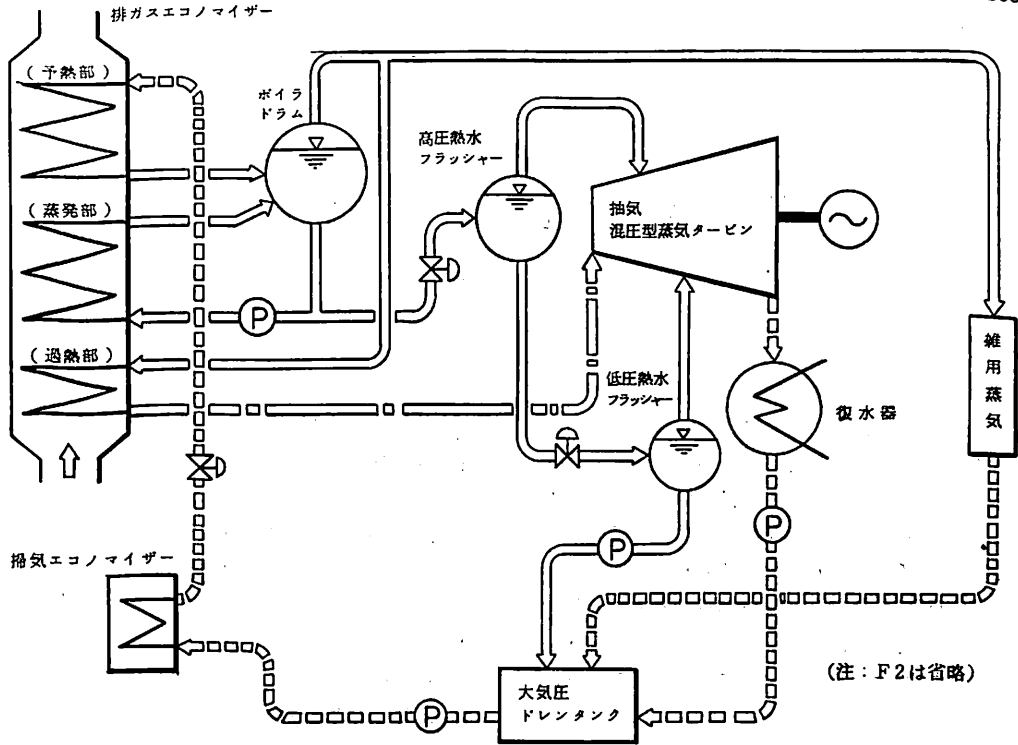 排ガスエコノマイザー
(予熱部)
ボイラ
ドラム
高圧熱水
フラッシャー
(蒸発部)
抽気
混圧型蒸気タービン
P
(過熱部)
低圧熱水
フラッシャー
雑用蒸気
復水器
P
P
掃気エコノマイザー
大気圧
ドレンタンク
P
(注：F2は省略)